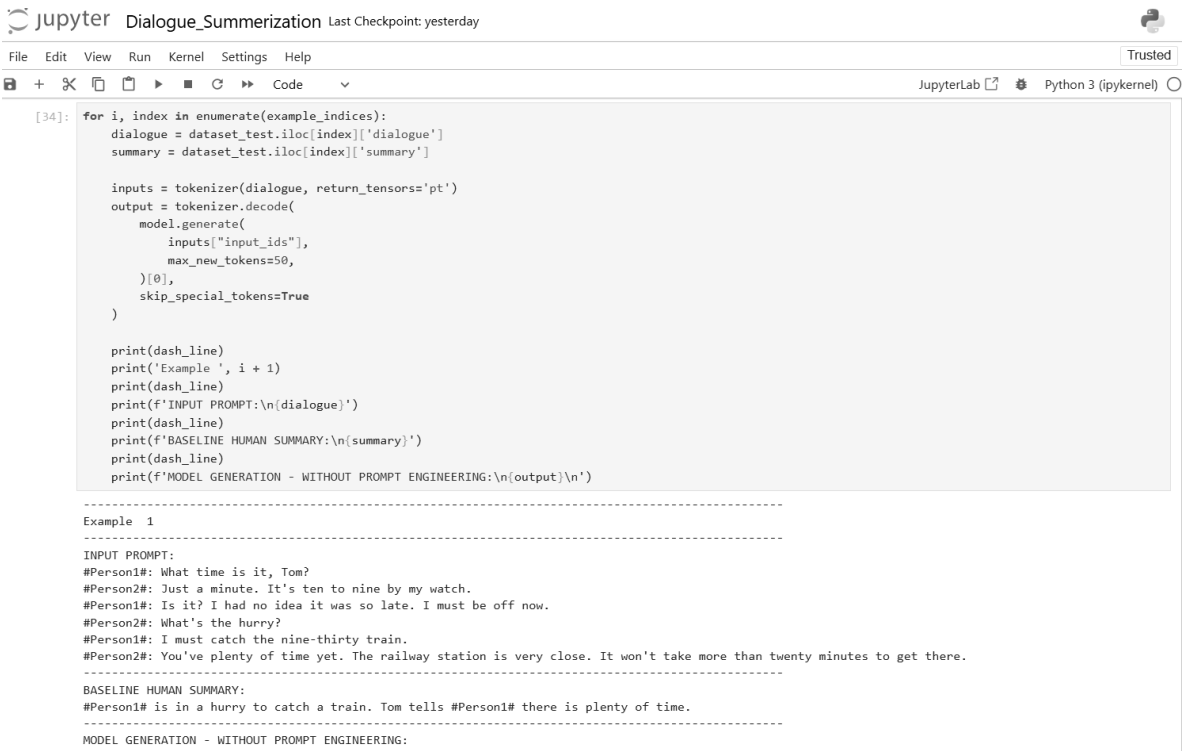 jupyter Dialogue_Summerization Last Checkpoint: yesterday
File Edit View Run Kernel Settings Help Trusted
Code JupyterLab Python 3 (ipykernel)
[34]: for i, index in enumerate(example_indices):
    dialogue = dataset_test.iloc[index]['dialogue']
    summary = dataset_test.iloc[index]['summary']

    inputs = tokenizer(dialogue, return_tensors='pt')
    output = tokenizer.decode(
        model.generate(
            inputs["input_ids"],
            max_new_tokens=50,
        )[0],
        skip_special_tokens=True
    )

    print(dash_line)
    print('Example ', i + 1)
    print(dash_line)
    print(f'INPUT PROMPT:\n{dialogue}')
    print(dash_line)
    print(f'BASELINE HUMAN SUMMARY:\n{summary}')
    print(dash_line)
    print(f'MODEL GENERATION - WITHOUT PROMPT ENGINEERING:\n{output}\n')
---------------------------------------------------------------------------------------------------
Example  1
---------------------------------------------------------------------------------------------------
INPUT PROMPT:
#Person1#: What time is it, Tom?
#Person2#: Just a minute. It's ten to nine by my watch.
#Person1#: Is it? I had no idea it was so late. I must be off now.
#Person2#: What's the hurry?
#Person1#: I must catch the nine-thirty train.
#Person2#: You've plenty of time yet. The railway station is very close. It won't take more than twenty minutes to get there.
---------------------------------------------------------------------------------------------------
BASELINE HUMAN SUMMARY:
#Person1# is in a hurry to catch a train. Tom tells #Person1# there is plenty of time.
---------------------------------------------------------------------------------------------------
MODEL GENERATION - WITHOUT PROMPT ENGINEERING: